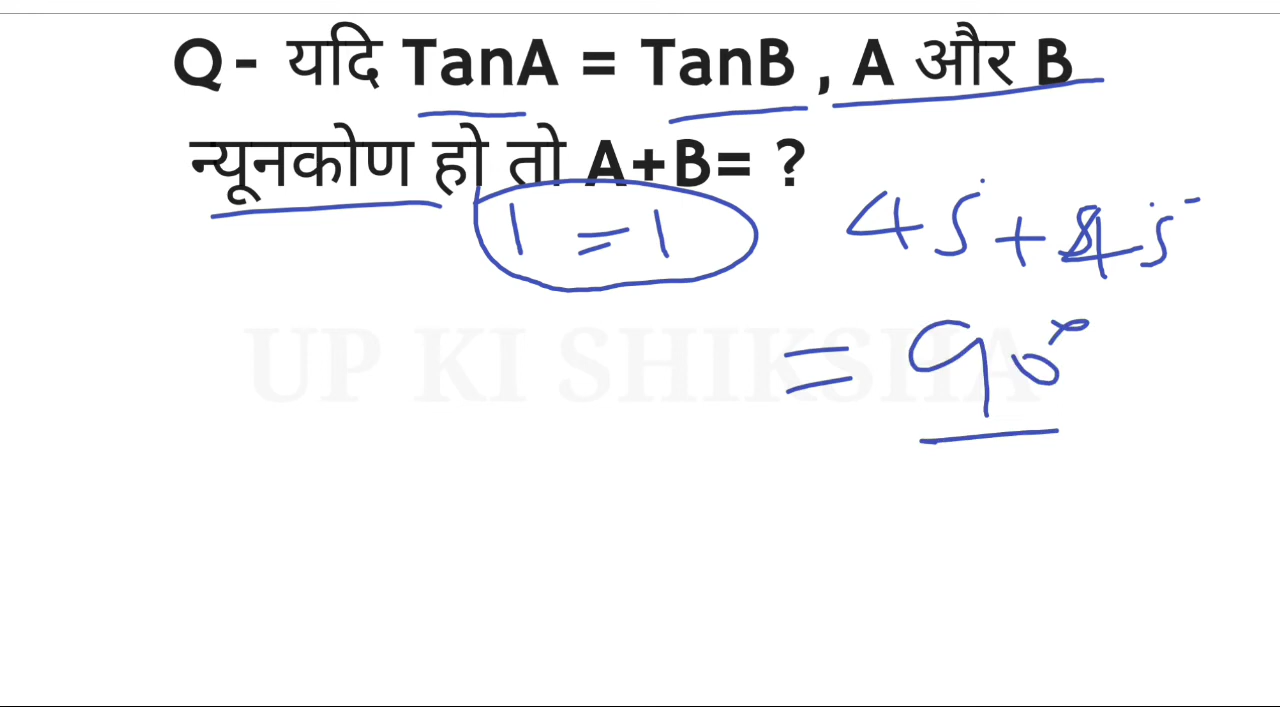 Q- यदि TanA = TanB , A और B
न्यूनकोण हो तो A+B= ?
1 = 1
45 + 45
= 90°
UP KI SHIKSHA